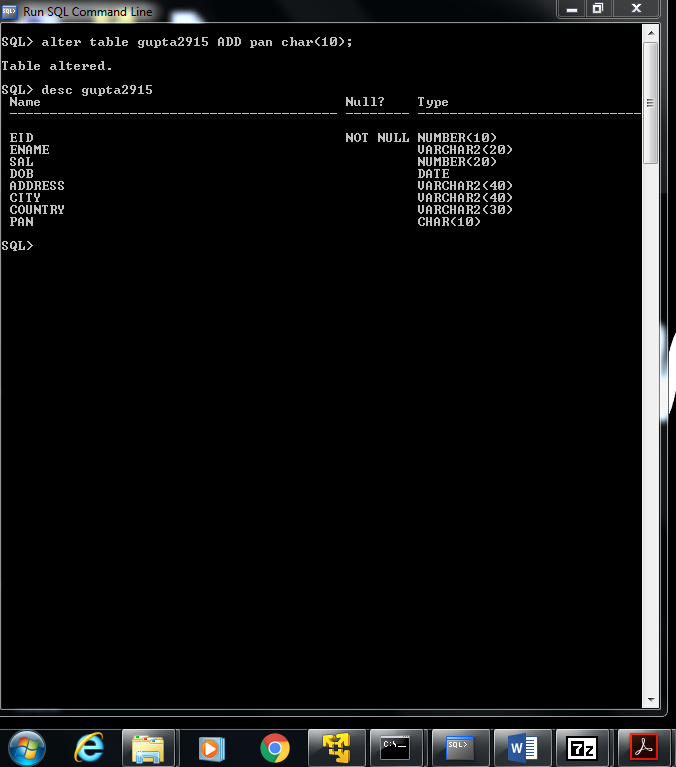 Run SQL Command Line
SQL> alter table gupta2915 ADD pan char(10);
Table altered.
SQL> desc gupta2915
Name Null? Type
----------------------------------------- -------- ----------------------------
EID NOT NULL NUMBER(10)
ENAME VARCHAR2(20)
SAL NUMBER(20)
DOB DATE
ADDRESS VARCHAR2(40)
CITY VARCHAR2(40)
COUNTRY VARCHAR2(30)
PAN CHAR(10)
SQL>
C:\_ SQL> W 7z